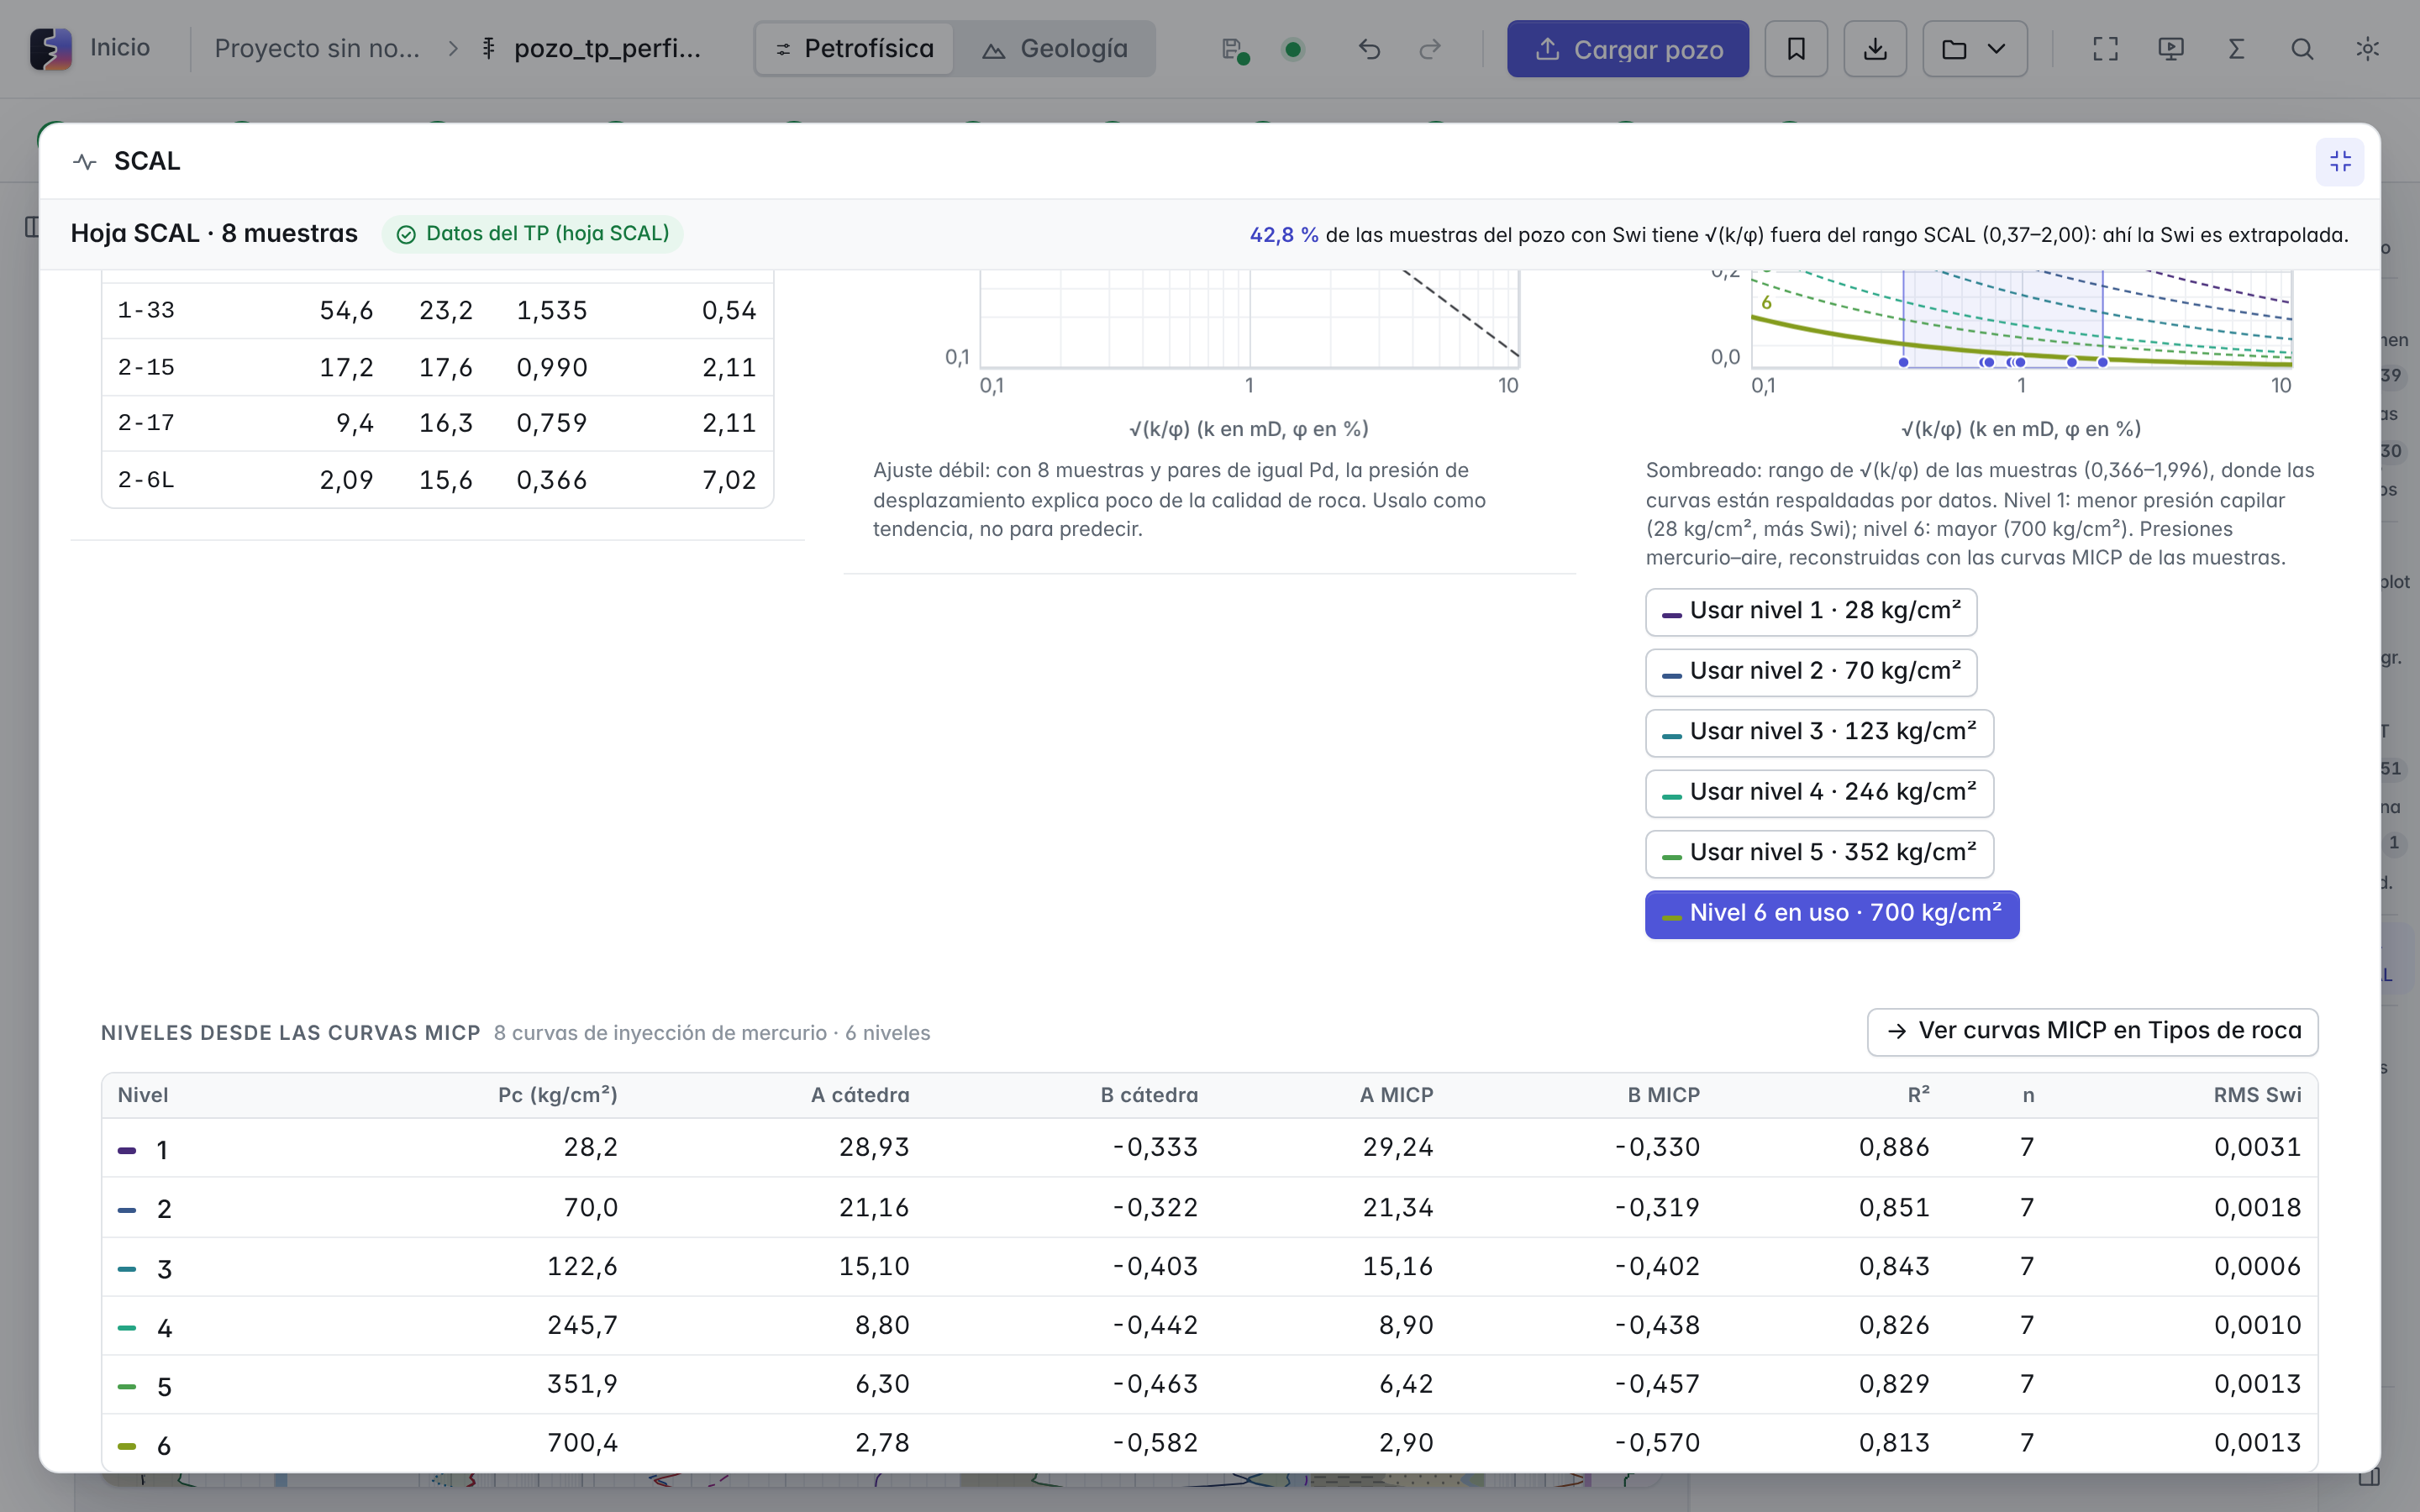 Inicio
Proyecto sin no...
pozo_tp_perfi...
Petrofísica
Geología
Cargar pozo
SCAL
Hoja SCAL · 8 muestras
Datos del TP (hoja SCAL)
42,8 % de las muestras del pozo con Swi tiene √(k/φ) fuera del rango SCAL (0,37–2,00): ahí la Swi es extrapolada.
1-33 54,6 23,2 1,535 0,54
2-15 17,2 17,6 0,990 2,11
2-17 9,4 16,3 0,759 2,11
2-6L 2,09 15,6 0,366 7,02
0,1
0,1 1 10
√(k/φ) (k en mD, φ en %)
Ajuste débil: con 8 muestras y pares de igual Pd, la presión de
desplazamiento explica poco de la calidad de roca. Usalo como
tendencia, no para predecir.
0,2
6
0,0
0,1 1 10
√(k/φ) (k en mD, φ en %)
Sombreado: rango de √(k/φ) de las muestras (0,366–1,996), donde las
curvas están respaldadas por datos. Nivel 1: menor presión capilar
(28 kg/cm², más Swi); nivel 6: mayor (700 kg/cm²). Presiones
mercurio–aire, reconstruidas con las curvas MICP de las muestras.
Usar nivel 1 · 28 kg/cm²
Usar nivel 2 · 70 kg/cm²
Usar nivel 3 · 123 kg/cm²
Usar nivel 4 · 246 kg/cm²
Usar nivel 5 · 352 kg/cm²
Nivel 6 en uso · 700 kg/cm²
NIVELES DESDE LAS CURVAS MICP 8 curvas de inyección de mercurio · 6 niveles
→ Ver curvas MICP en Tipos de roca
Nivel Pc (kg/cm²) A cátedra B cátedra A MICP B MICP R² n RMS Swi
1 28,2 28,93 -0,333 29,24 -0,330 0,886 7 0,0031
2 70,0 21,16 -0,322 21,34 -0,319 0,851 7 0,0018
3 122,6 15,10 -0,403 15,16 -0,402 0,843 7 0,0006
4 245,7 8,80 -0,442 8,90 -0,438 0,826 7 0,0010
5 351,9 6,30 -0,463 6,42 -0,457 0,829 7 0,0013
6 700,4 2,78 -0,582 2,90 -0,570 0,813 7 0,0013